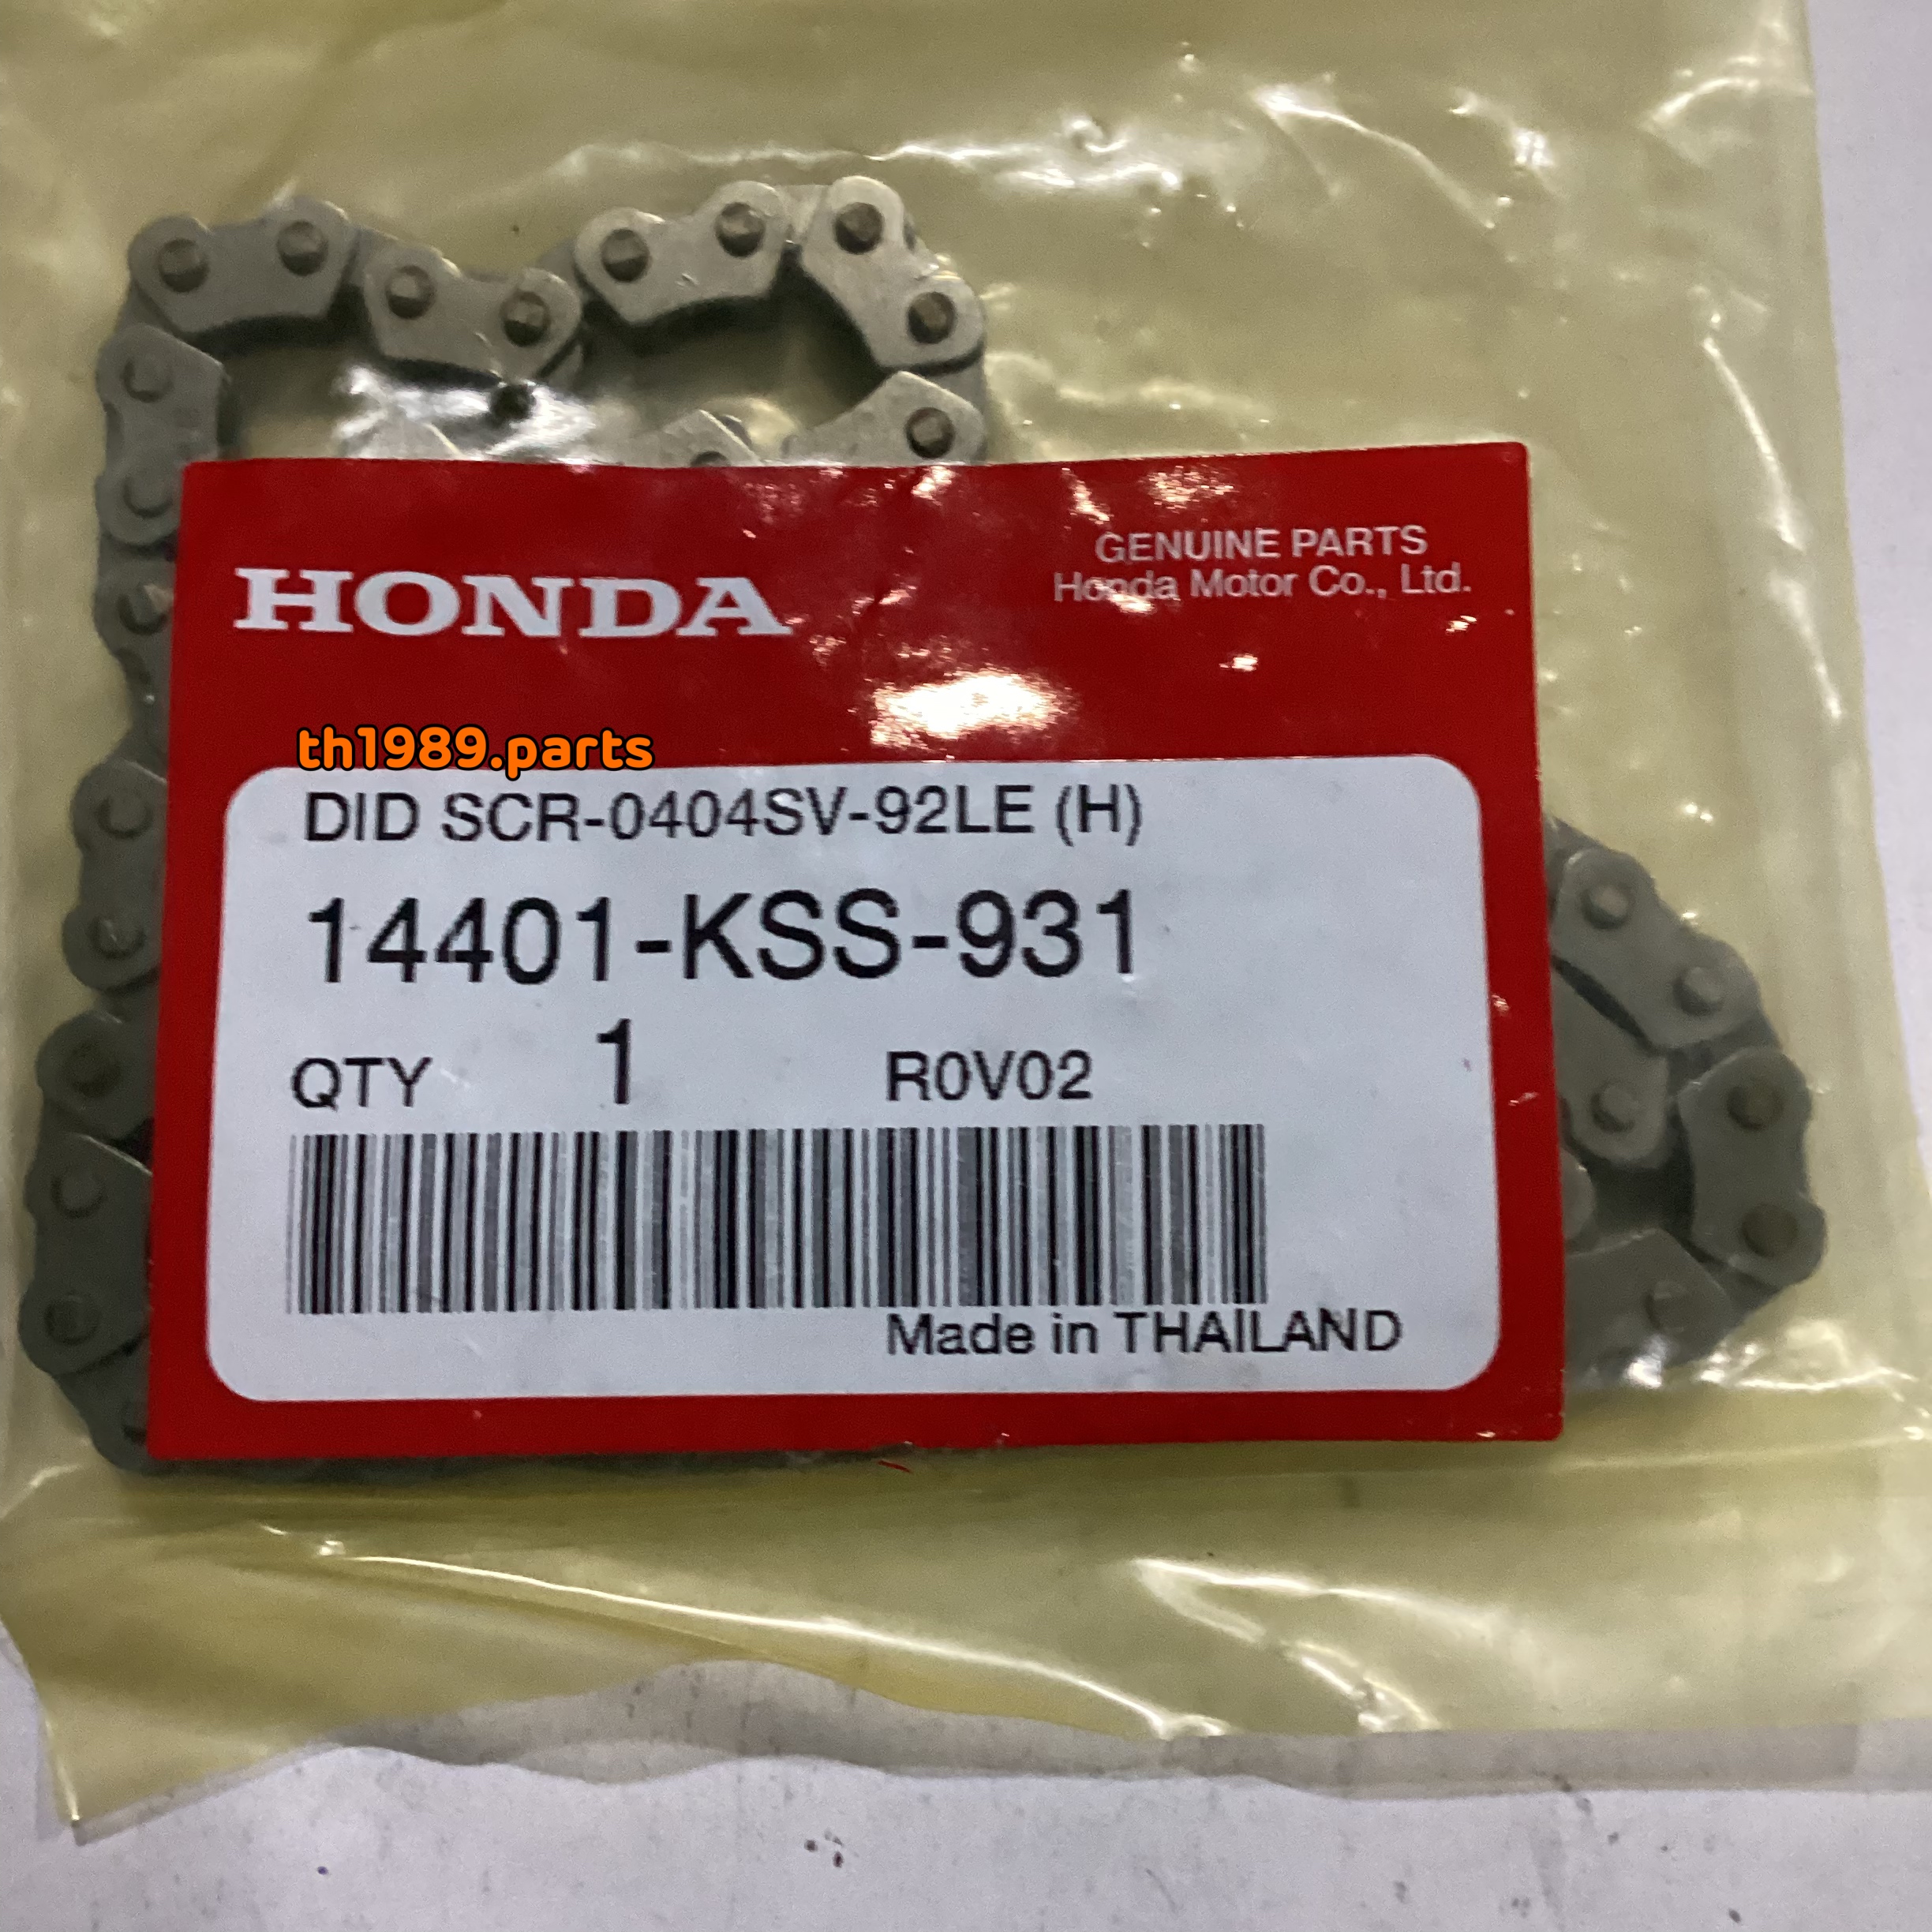 HONDA
GENUINE PARTS
Honda Motor Co., Ltd.
th1989.parts
DID SCR-0404SV-92LE (H)
14401-KSS-931
QTY 1 R0V02
Made in THAILAND